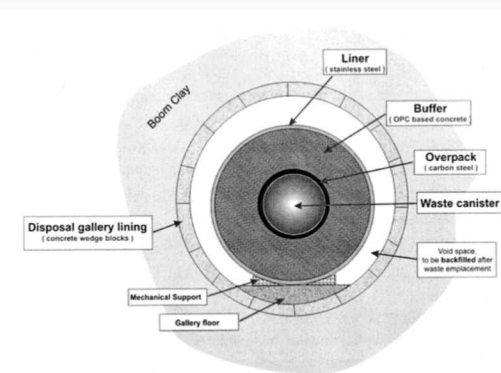 Liner
( stainless steel )
Boom Clay
Buffer
( OPC based concrete )
Overpack
( carbon steel )
Waste canister
Disposal gallery lining
( concrete wedge blocks )
Void space,
to be backfilled after
waste emplacement
Mechanical Support
Gallery floor